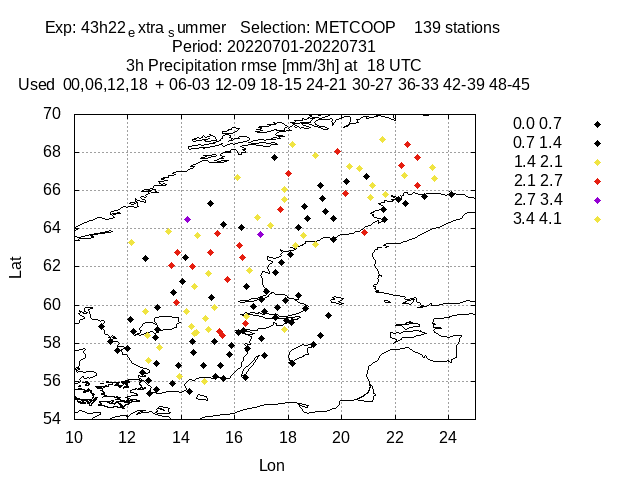 Exp: 43h22_extra_summer   Selection: METCOOP    139 stations
Period: 20220701-20220731
3h Precipitation rmse [mm/3h] at  18 UTC
Used  00,06,12,18  + 06-03 12-09 18-15 24-21 30-27 36-33 42-39 48-45
70
68
66
64
62
60
58
56
54
10 12 14 16 18 20 22 24
Lat
Lon
0.0 0.7
0.7 1.4
1.4 2.1
2.1 2.7
2.7 3.4
3.4 4.1